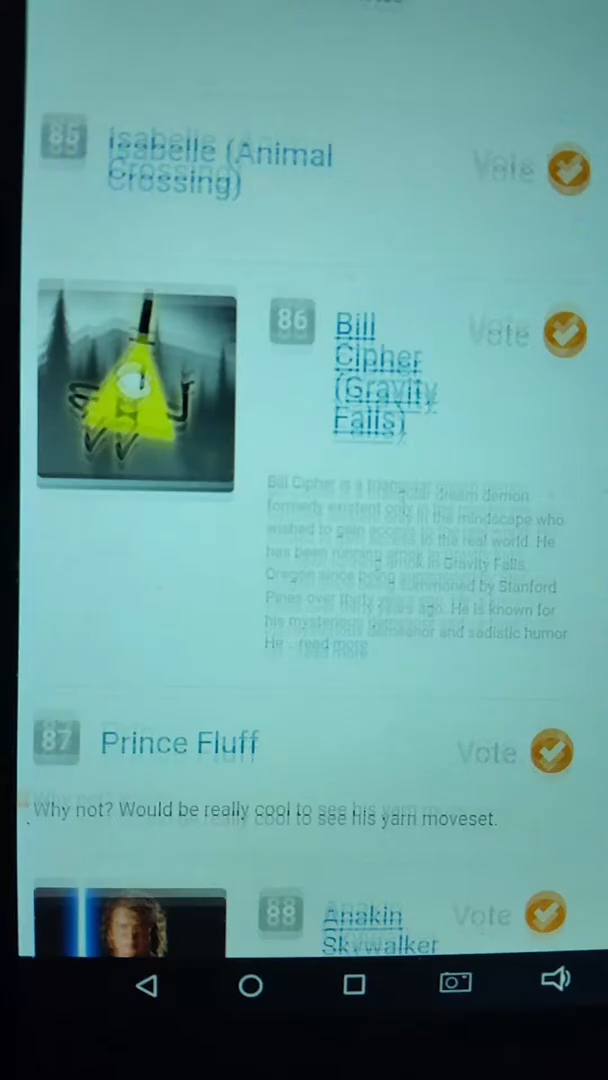 85
Isabelle (Animal
Crossing)
Vote
86
Bill
Cipher
(Gravity
Falls)
Vote
Bill Cipher is a triangular dream demon
formerly existent only in the mindscape who
wished to gain access to the real world. He
has been running amok in Gravity Falls,
Oregon since being summoned by Stanford
Pines over thirty years ago. He is known for
his mysterious demeanor and sadistic humor
He ...read more
87
Prince Fluff
Vote
Why not? Would be really cool to see his yarn moveset.
88
Anakin
Skywalker
Vote